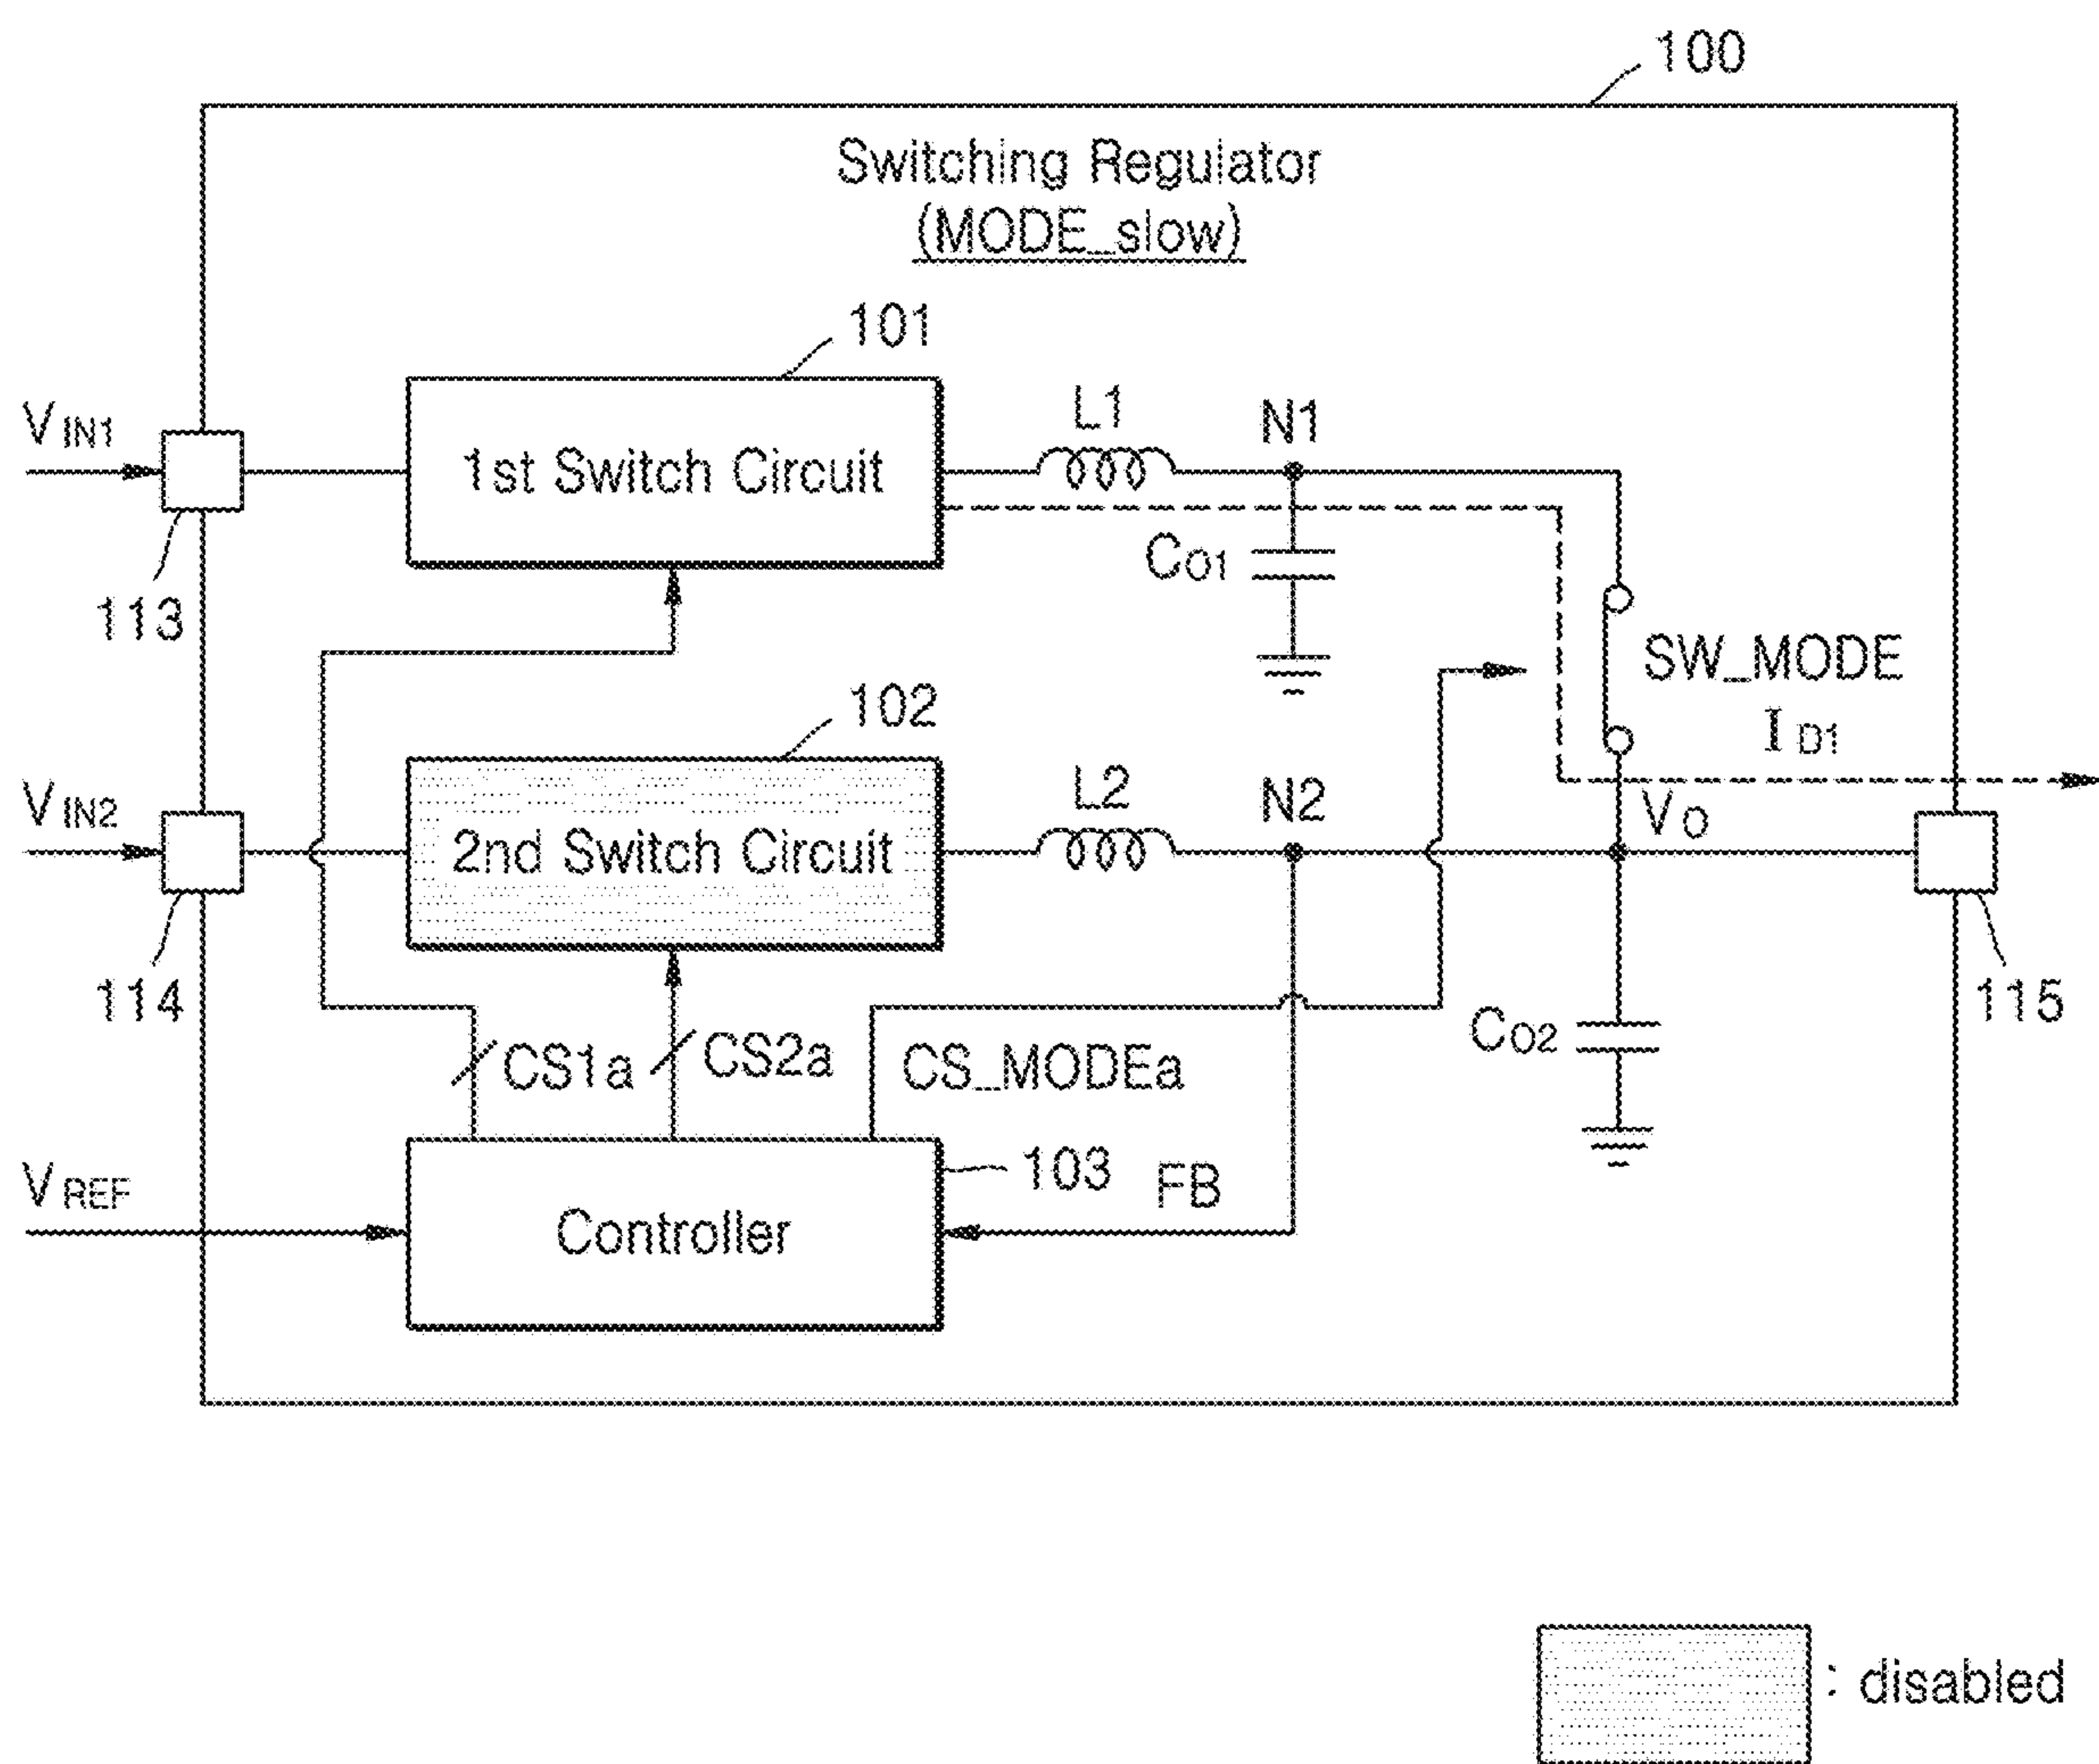 100
Switching Regulator
(MODE_slow)
101
VIN1
1st Switch Circuit
L1
N1
CO1
113
SW_MODE
102
ID1
VIN2
2nd Switch Circuit
L2
N2
VO
114
115
CS1a
CS2a
CS_MODEa
CO2
VREF
103
FB
Controller
: disabled